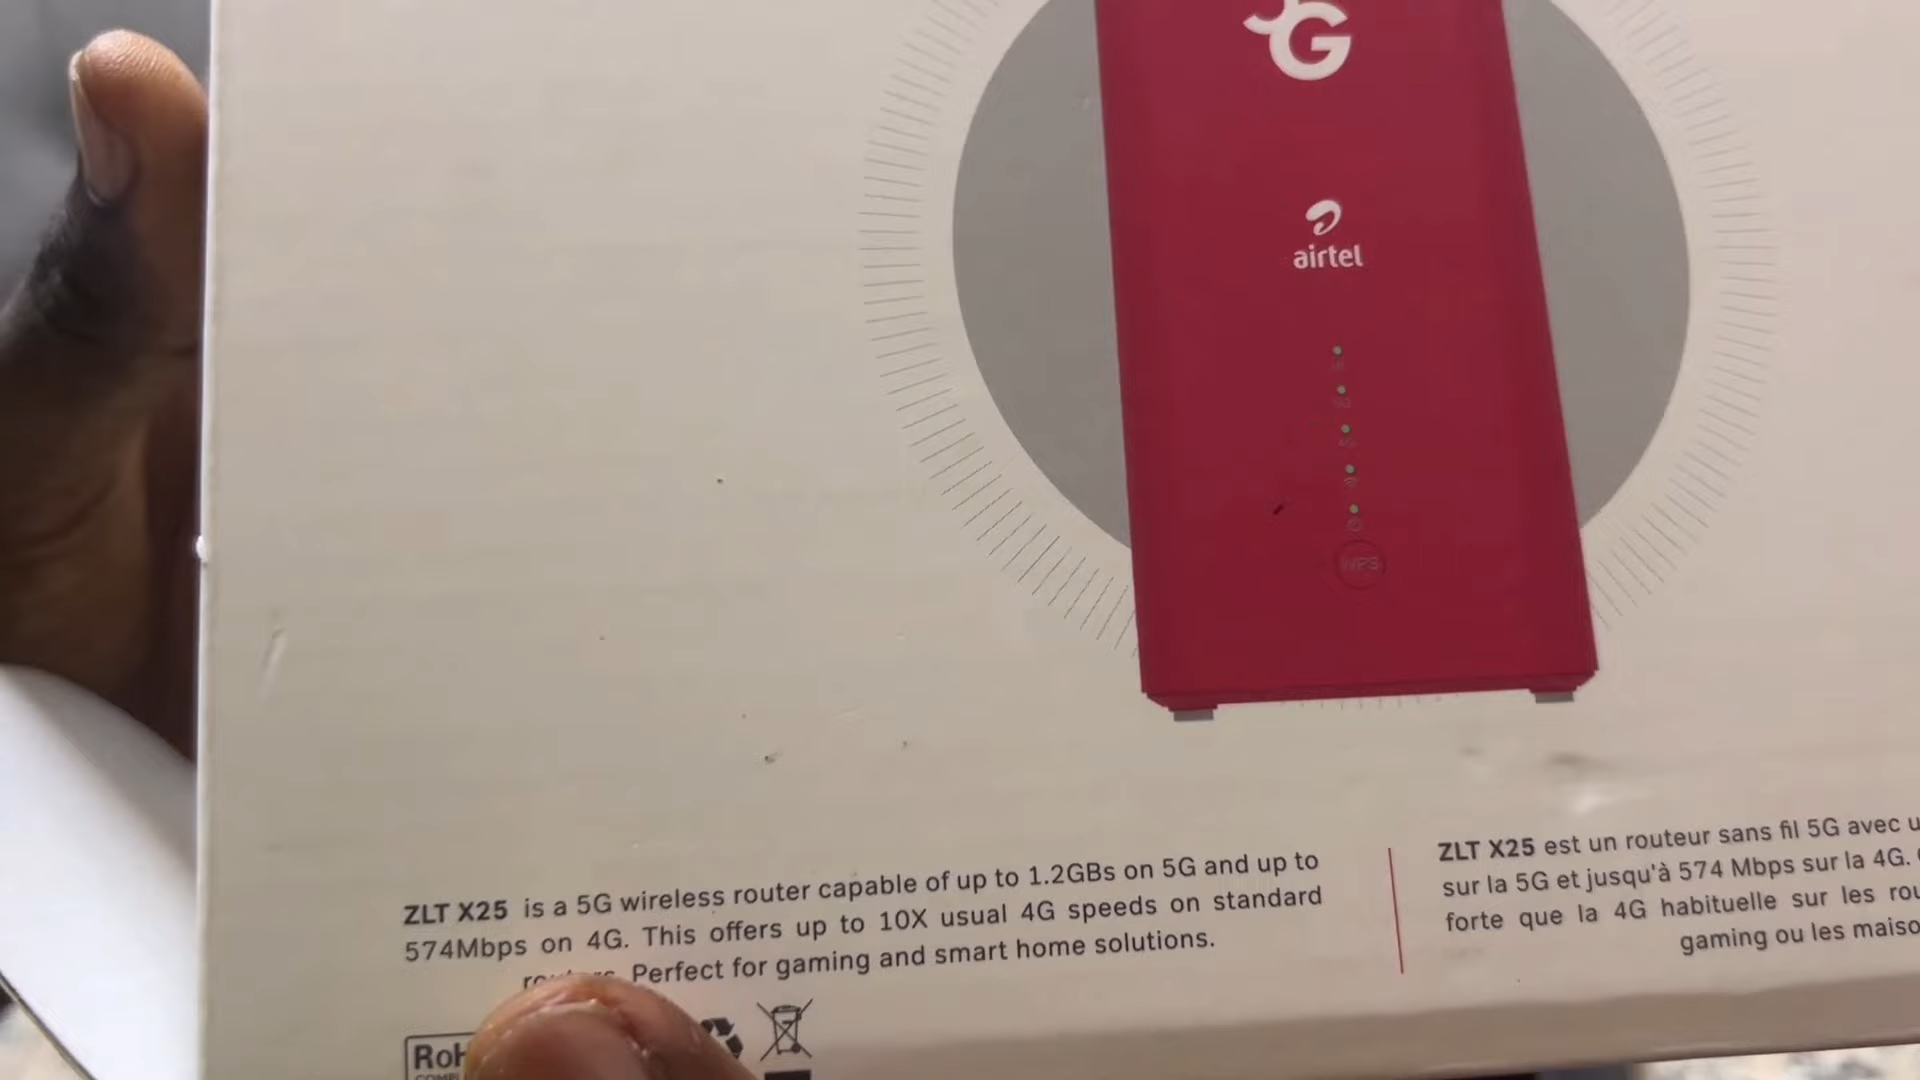 G
airtel
WPS
ZLT X25 is a 5G wireless router capable of up to 1.2GBs on 5G and up to
574Mbps on 4G. This offers up to 10X usual 4G speeds on standard
Perfect for gaming and smart home solutions.
ZLT X25 est un routeur sans fil 5G avec
sur la 5G et jusqu'à 574 Mbps sur la 4G.
forte que la 4G habituelle sur les
gaming ou les